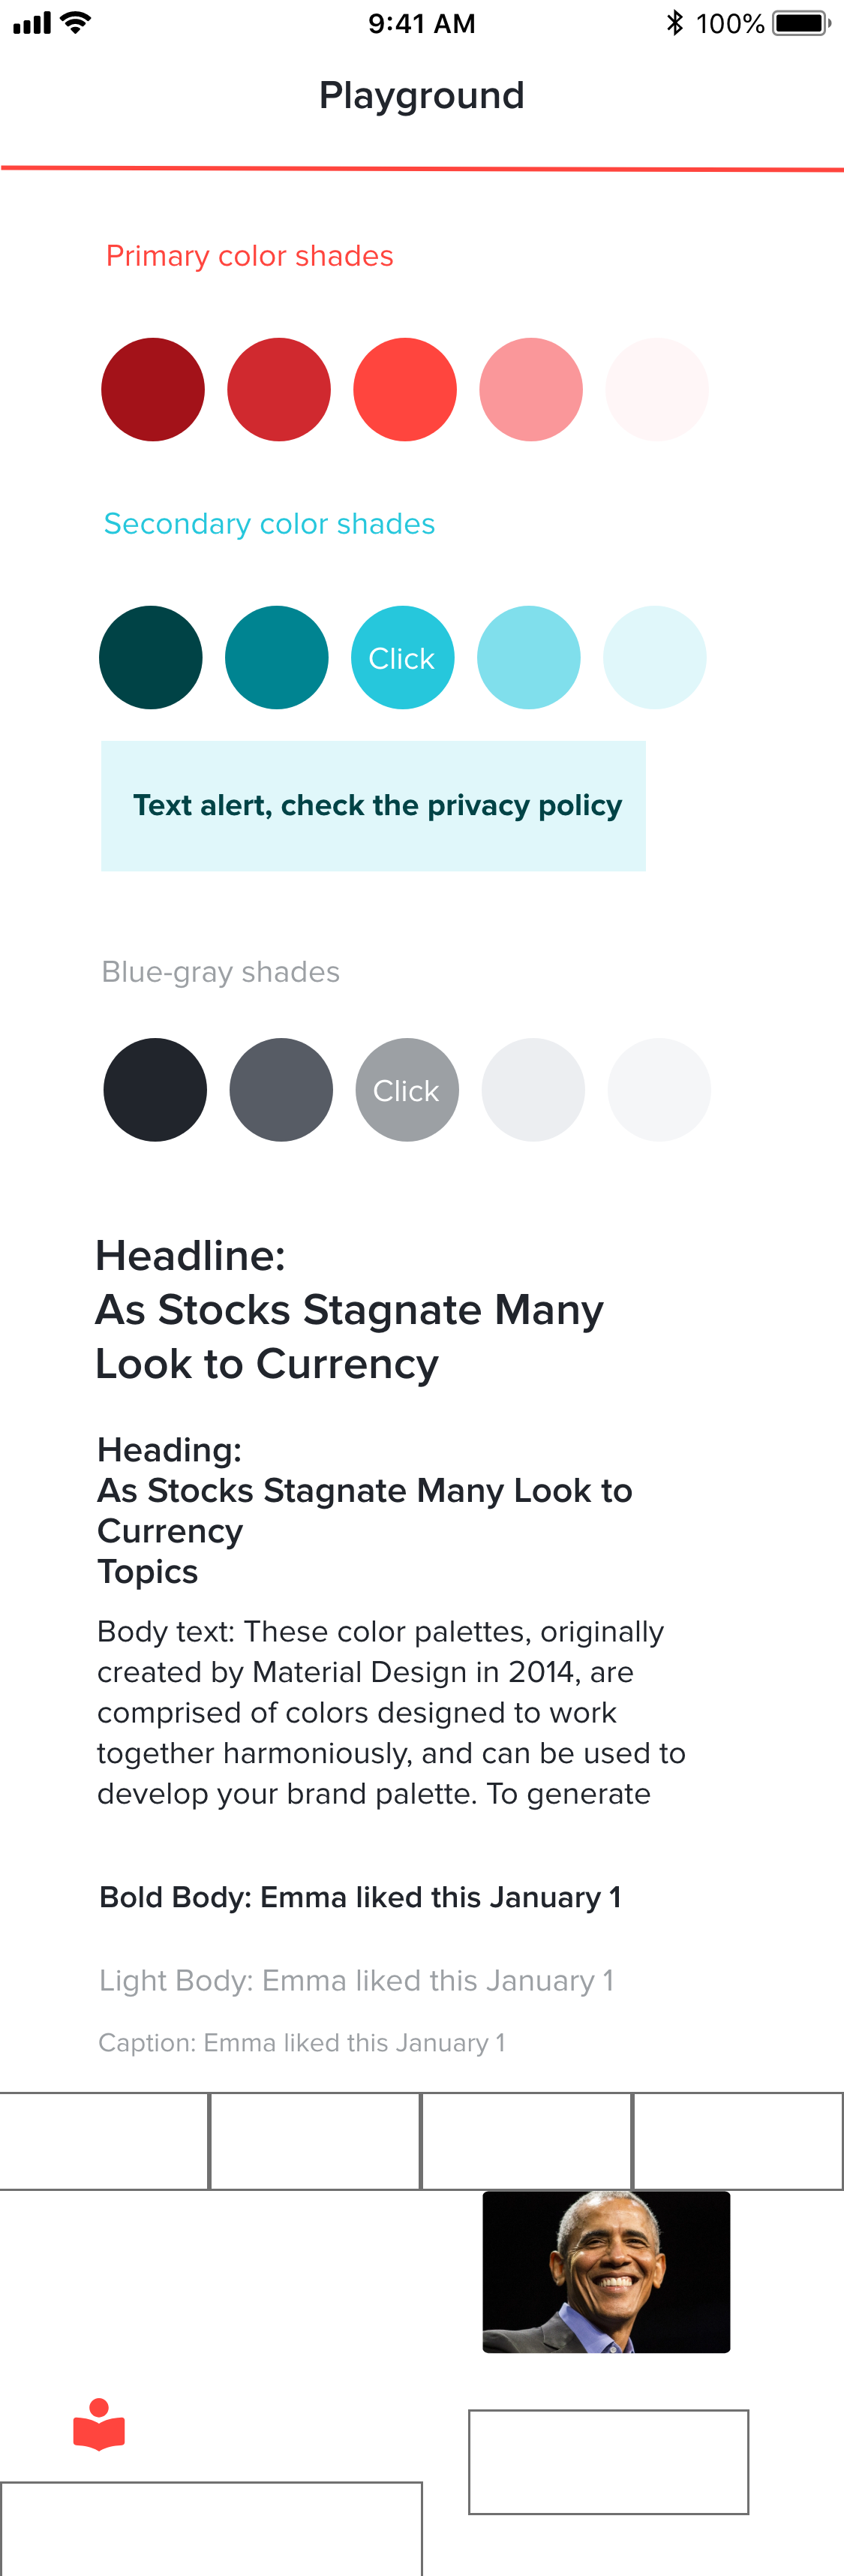 9:41 AM
100%
Playground
Primary color shades
Secondary color shades
Click
Text alert, check the privacy policy
Blue-gray shades
Click
Headline:
As Stocks Stagnate Many
Look to Currency
Heading:
As Stocks Stagnate Many Look to
Currency
Topics
Body text: These color palettes, originally
created by Material Design in 2014, are
comprised of colors designed to work
together harmoniously, and can be used to
develop your brand palette. To generate
Bold Body: Emma liked this January 1
Light Body: Emma liked this January 1
Caption: Emma liked this January 1